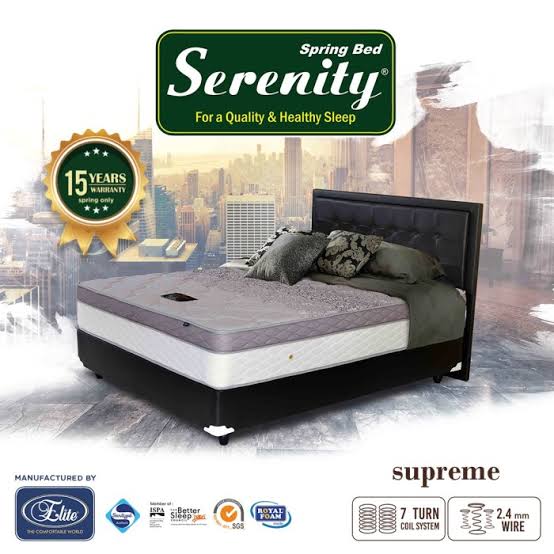 Spring Bed
Serenity®
For a Quality & Healthy Sleep
15 YEARS
WARRANTY
spring only
supreme
MANUFACTURED BY
Elite
THE COMFORTABLE WORLD
Member of :
ISPA
Better
Sleep
SGS
ROYAL
FOAM
7 TURN
COIL SYSTEM
2.4 mm
WIRE